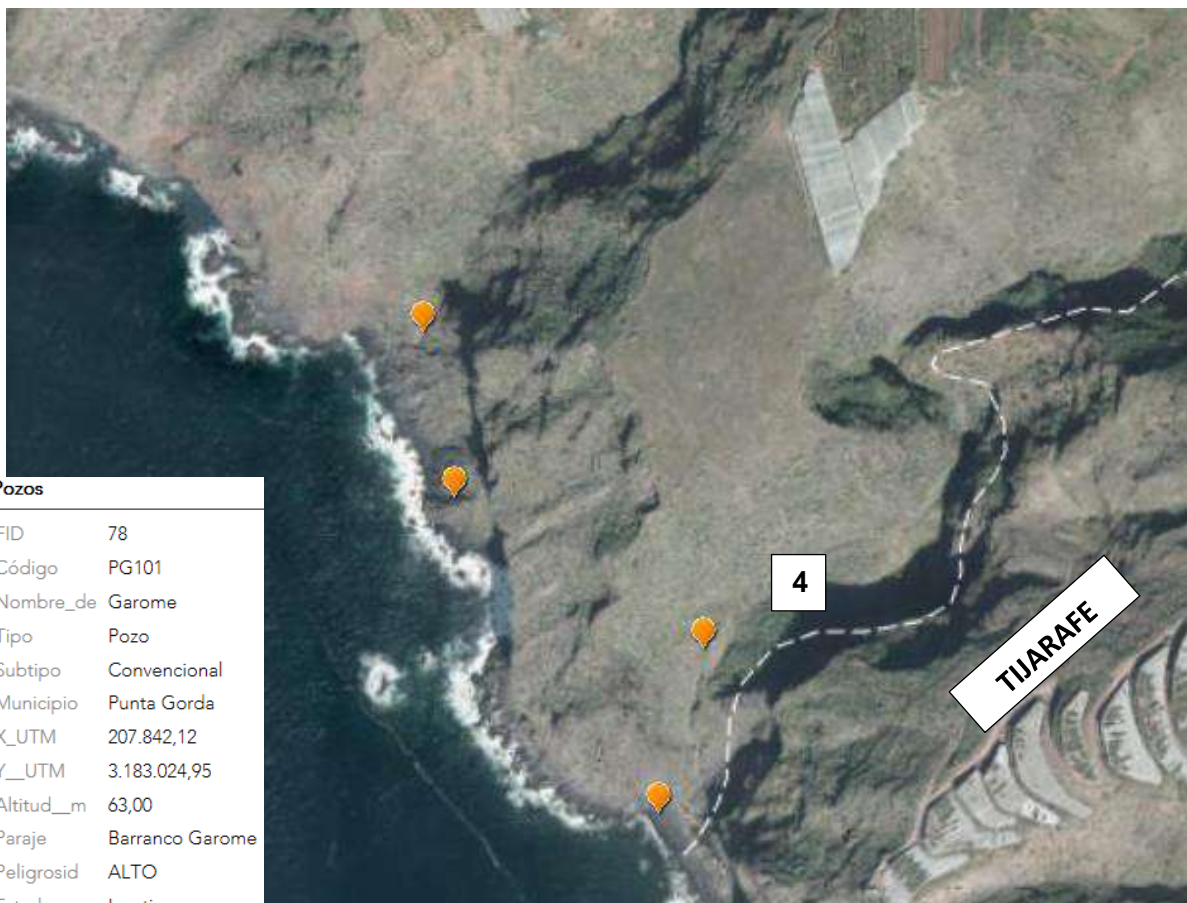 4
TIJARAFE
Pozos
FID 78
Código PG101
Nombre_de Garome
Tipo Pozo
Subtipo Convencional
Municipio Punta Gorda
X_UTM 207.842,12
Y__UTM 3.183.024,95
Altitud__m 63,00
Paraje Barranco Garome
Peligrosid ALTO